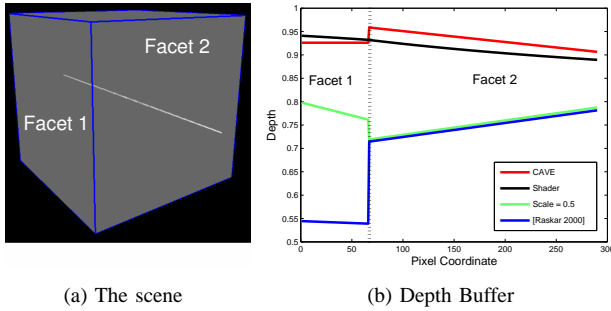 Facet 2
Facet 1
(a) The scene
1
0.95
0.9
0.85
0.8
0.75
0.7
0.65
0.6
0.55
0.5
Depth
Facet 1
Facet 2
CAVE
Shader
Scale = 0.5
[Raskar 2000]
0 50 100 150 200 250 300
Pixel Coordinate
(b) Depth Buffer